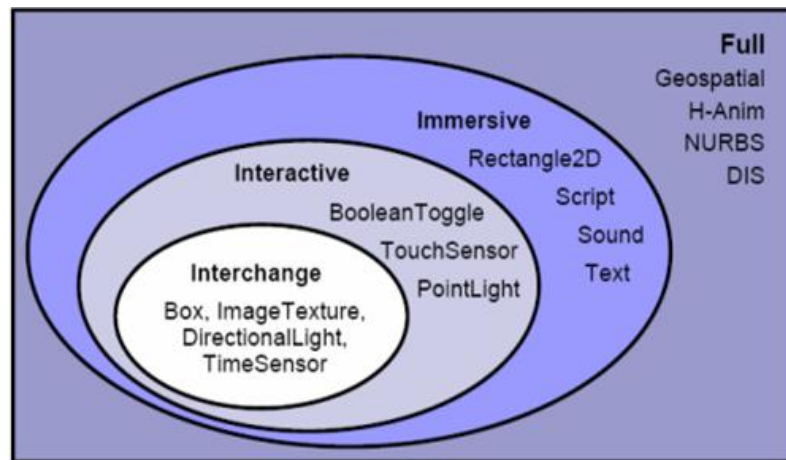 Full
Geospatial
H-Anim
NURBS
DIS
Immersive
Rectangle2D
Script
Sound
Text
Interactive
BooleanToggle
TouchSensor
PointLight
Interchange
Box, ImageTexture,
DirectionalLight,
TimeSensor